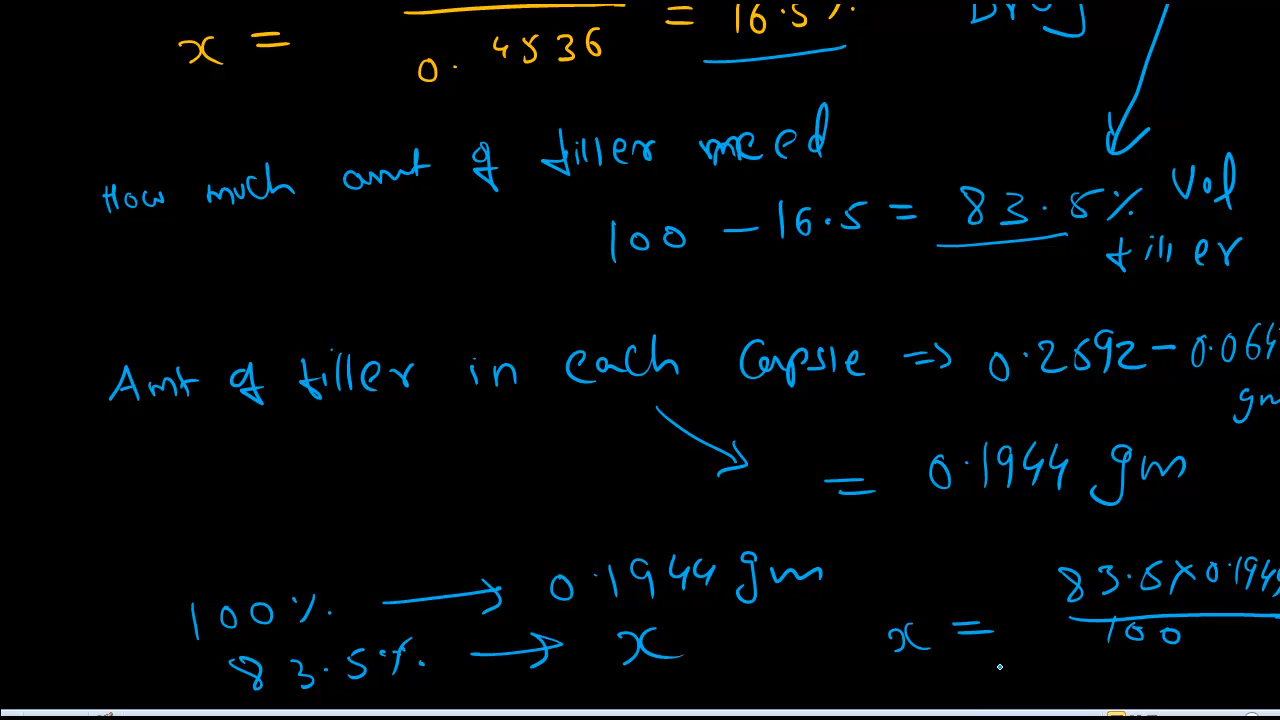 x = 0.4536 = 16.5%
How much amt of filler need
100 - 16.5 = 83.5% Vol
filler
Amt of filler in each Capsle => 0.2592 - 0.064
gm
= 0.1944 gm
100% → 0.1944 gm
83.5% → x
x = 83.5 x 0.194
100